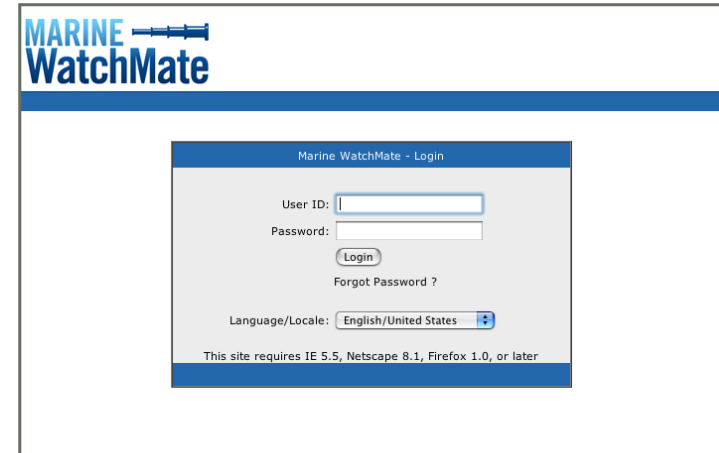 MARINE
WatchMate
Marine WatchMate - Login
User ID:
Password:
Login
Forgot Password ?
Language/Locale: English/United States
This site requires IE 5.5, Netscape 8.1, Firefox 1.0, or later